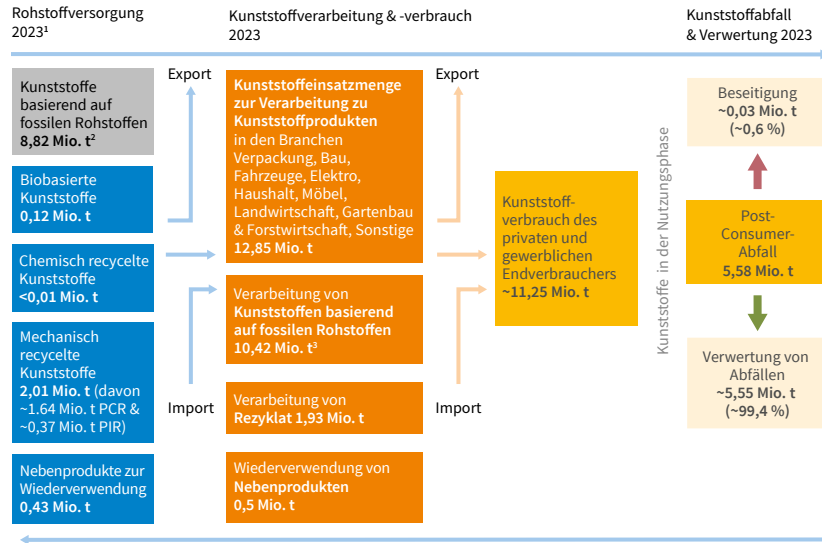 Rohstoffversorgung
2023¹
Kunststoffverarbeitung & -verbrauch
2023
Kunststoffabfall
& Verwertung 2023
Kunststoffe
basierend auf
fossilen Rohstoffen
8,82 Mio. t²
Biobasierte
Kunststoffe
0,12 Mio. t
Chemisch recycelte
Kunststoffe
<0,01 Mio. t
Mechanisch
recycelte
Kunststoffe
2,01 Mio. t (davon
~1.64 Mio. t PCR &
~0,37 Mio. t PIR)
Nebenprodukte zur
Wiederverwendung
0,43 Mio. t
Export
Import
Kunststoffeinsatzmenge
zur Verarbeitung zu
Kunststoffprodukten
in den Branchen
Verpackung, Bau,
Fahrzeuge, Elektro,
Haushalt, Möbel,
Landwirtschaft, Gartenbau
& Forstwirtschaft, Sonstige
12,85 Mio. t
Verarbeitung von
Kunststoffen basierend
auf fossilen Rohstoffen
10,42 Mio. t³
Verarbeitung von
Rezyklat 1,93 Mio. t
Wiederverwendung von
Nebenprodukten
0,5 Mio. t
Export
Import
Kunststoff-
verbrauch des
privaten und
gewerblichen
Endverbrauchers
~11,25 Mio. t
Kunststoffe in der Nutzungsphase
Beseitigung
~0,03 Mio. t
(~0,6 %)
Post-
Consumer-
Abfall
5,58 Mio. t
Verwertung von
Abfällen
~5,55 Mio. t
(~99,4 %)